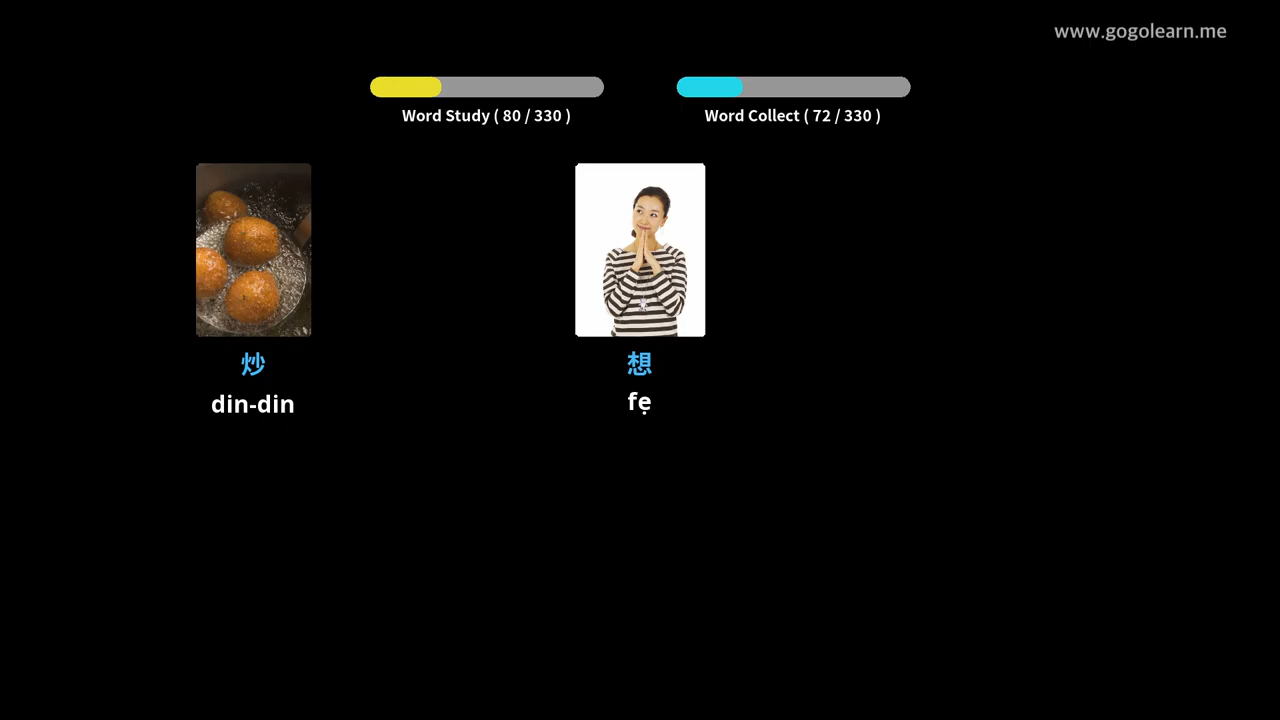 www.gogolearn.me
Word Study ( 80 / 330 )
Word Collect ( 72 / 330 )
炒
din-din
想
fẹ